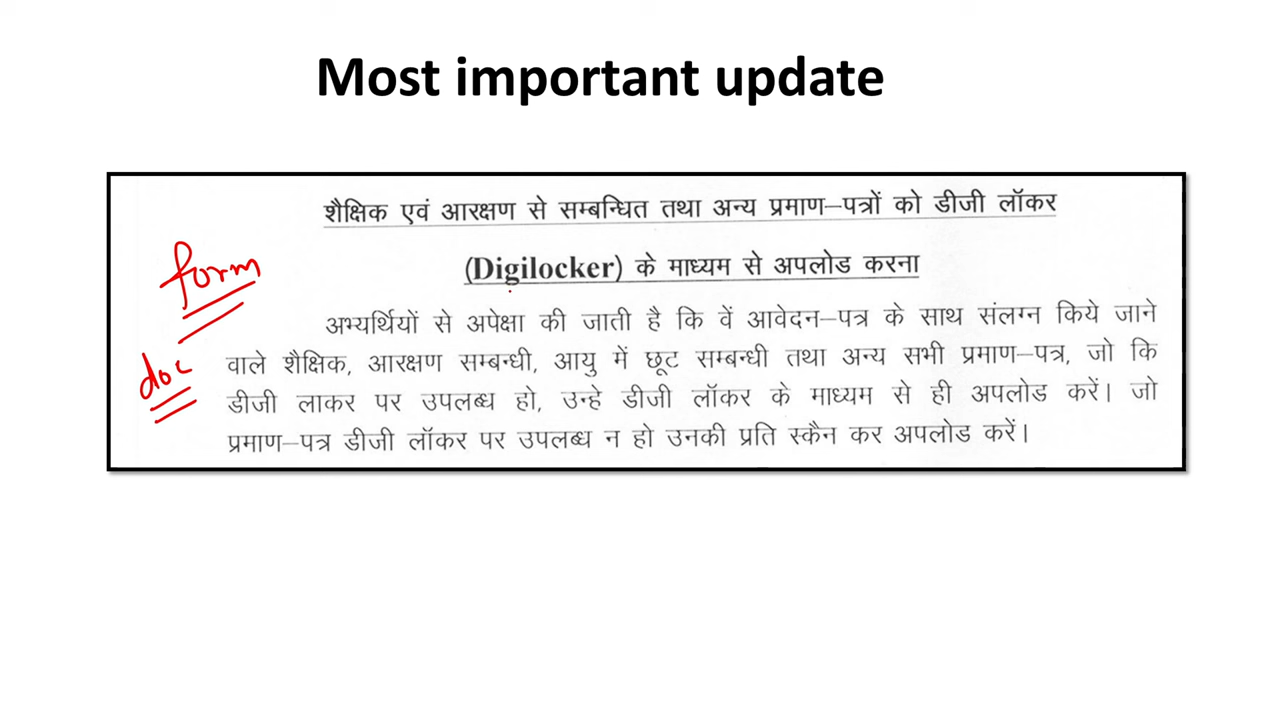 Most important update
शैक्षिक एवं आरक्षण से सम्बन्धित तथा अन्य प्रमाण–पत्रों को डीजी लॉकर
(Digilocker) के माध्यम से अपलोड करना
form
अभ्यर्थियों से अपेक्षा की जाती है कि वें आवेदन–पत्र के साथ संलग्न किये जाने
doc
वाले शैक्षिक, आरक्षण सम्बन्धी, आयु में छूट सम्बन्धी तथा अन्य सभी प्रमाण–पत्र, जो कि
डीजी लाकर पर उपलब्ध हो, उन्हे डीजी लॉकर के माध्यम से ही अपलोड करें। जो
प्रमाण–पत्र डीजी लॉकर पर उपलब्ध न हो उनकी प्रति स्कैन कर अपलोड करें।